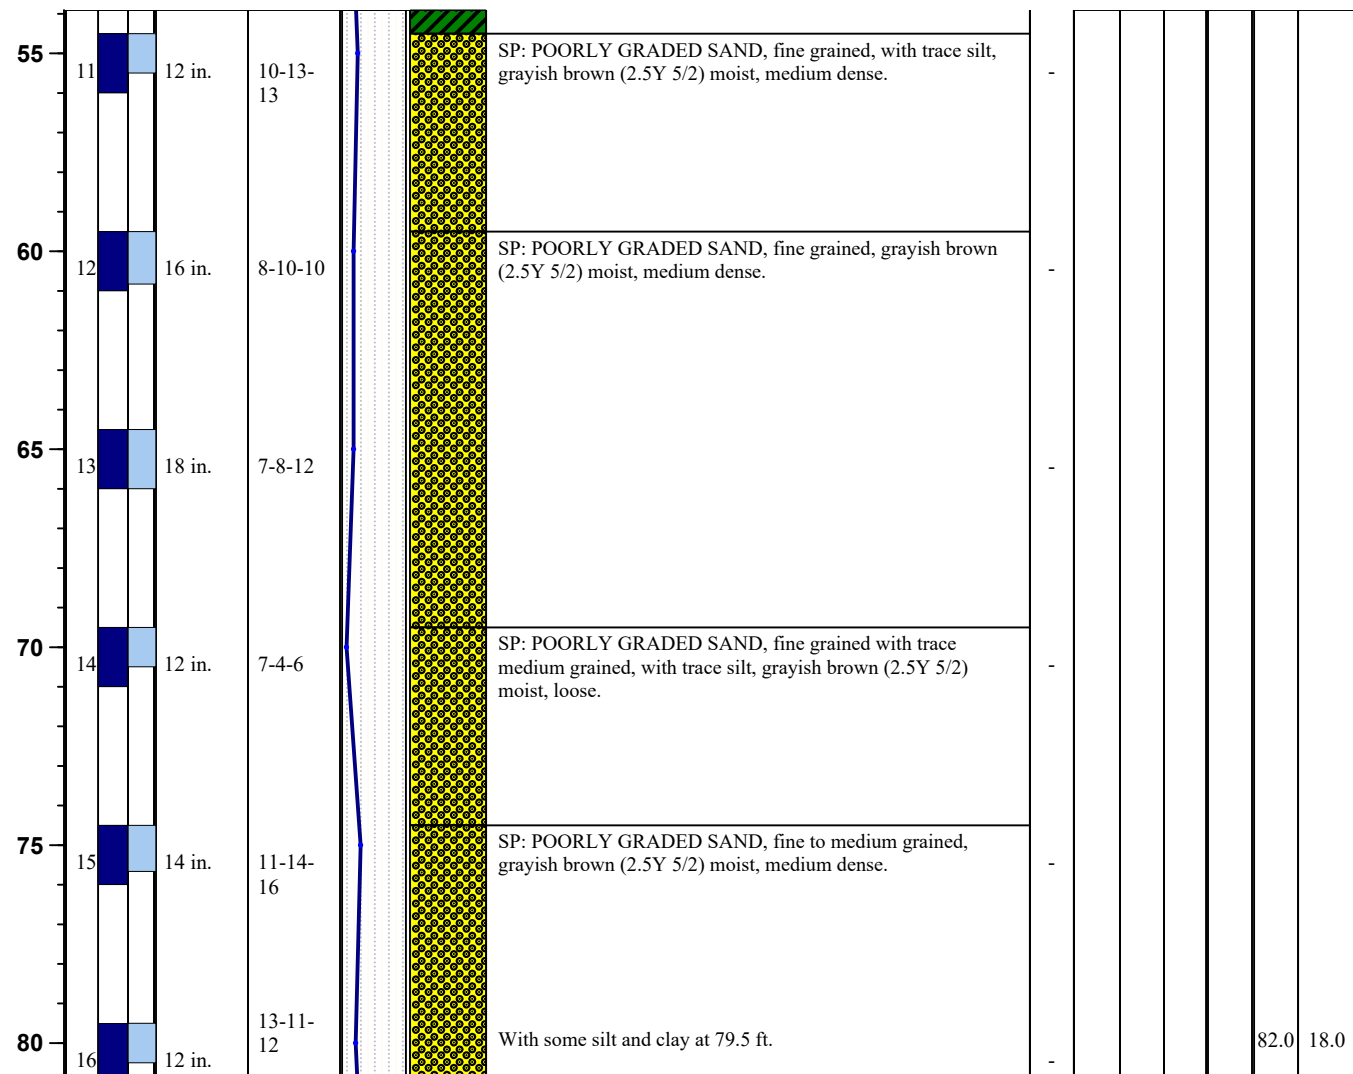 SP: POORLY GRADED SAND, fine grained, with trace silt,
55
11
12 in.
10-13-
grayish brown (2.5Y 5/2) moist, medium dense.
-
13
SP: POORLY GRADED SAND, fine grained, grayish brown
60
12
16 in.
8-10-10
(2.5Y 5/2) moist, medium dense.
-
65
13
18 in.
7-8-12
-
SP: POORLY GRADED SAND, fine grained with trace
70
medium grained, with trace silt, grayish brown (2.5Y 5/2)
14
12 in.
7-4-6
-
moist, loose.
SP: POORLY GRADED SAND, fine to medium grained,
75
15
14 in.
11-14-
grayish brown (2.5Y 5/2) moist, medium dense.
-
16
13-11-
80
12
With some silt and clay at 79.5 ft.
82.0
18.0
16
12 in.
-